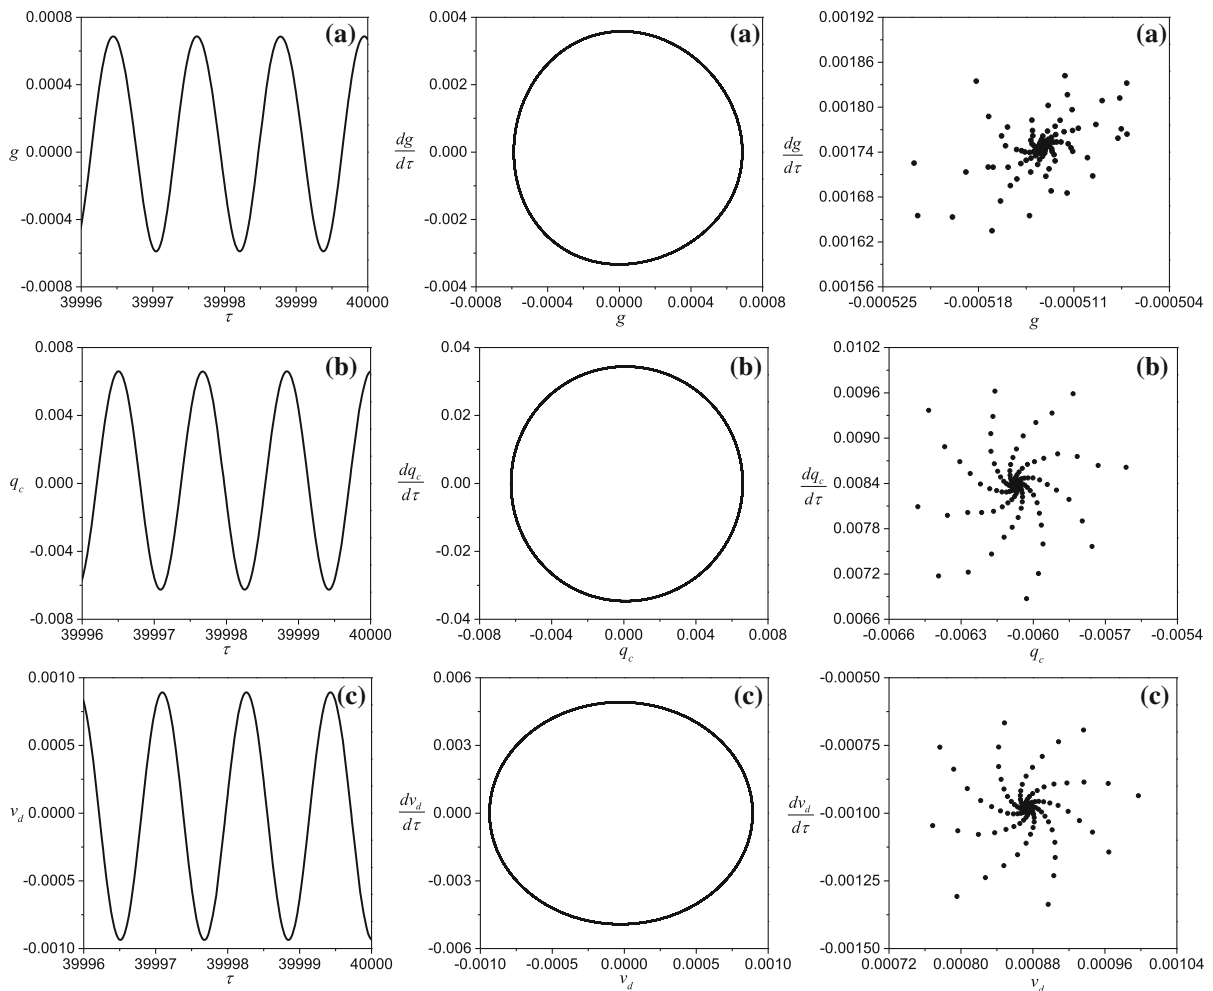 0.0008
0.0004
0.0000
-0.0004
-0.0008
g
(a)
39996 39997 39998 39999 40000
τ
0.004
0.002
0.000
-0.002
-0.004
dg
dτ
(a)
-0.0008 -0.0004 0.0000 0.0004 0.0008
g
0.00192
0.00186
0.00180
0.00174
0.00168
0.00162
0.00156
dg
dτ
(a)
-0.000525 -0.000518 -0.000511 -0.000504
g
0.008
0.004
0.000
-0.004
-0.008
q_c
(b)
39996 39997 39998 39999 40000
τ
0.04
0.02
0.00
-0.02
-0.04
dq_c
dτ
(b)
-0.008 -0.004 0.000 0.004 0.008
q_c
0.0102
0.0096
0.0090
0.0084
0.0078
0.0072
0.0066
dq_c
dτ
(b)
-0.0066 -0.0063 -0.0060 -0.0057 -0.0054
q_c
0.0010
0.0005
0.0000
-0.0005
-0.0010
v_d
(c)
39996 39997 39998 39999 40000
τ
0.006
0.003
0.000
-0.003
-0.006
dv_d
dτ
(c)
-0.0010 -0.0005 0.0000 0.0005 0.0010
v_d
-0.00050
-0.00075
-0.00100
-0.00125
-0.00150
dv_d
dτ
(c)
0.00072 0.00080 0.00088 0.00096 0.00104
v_d